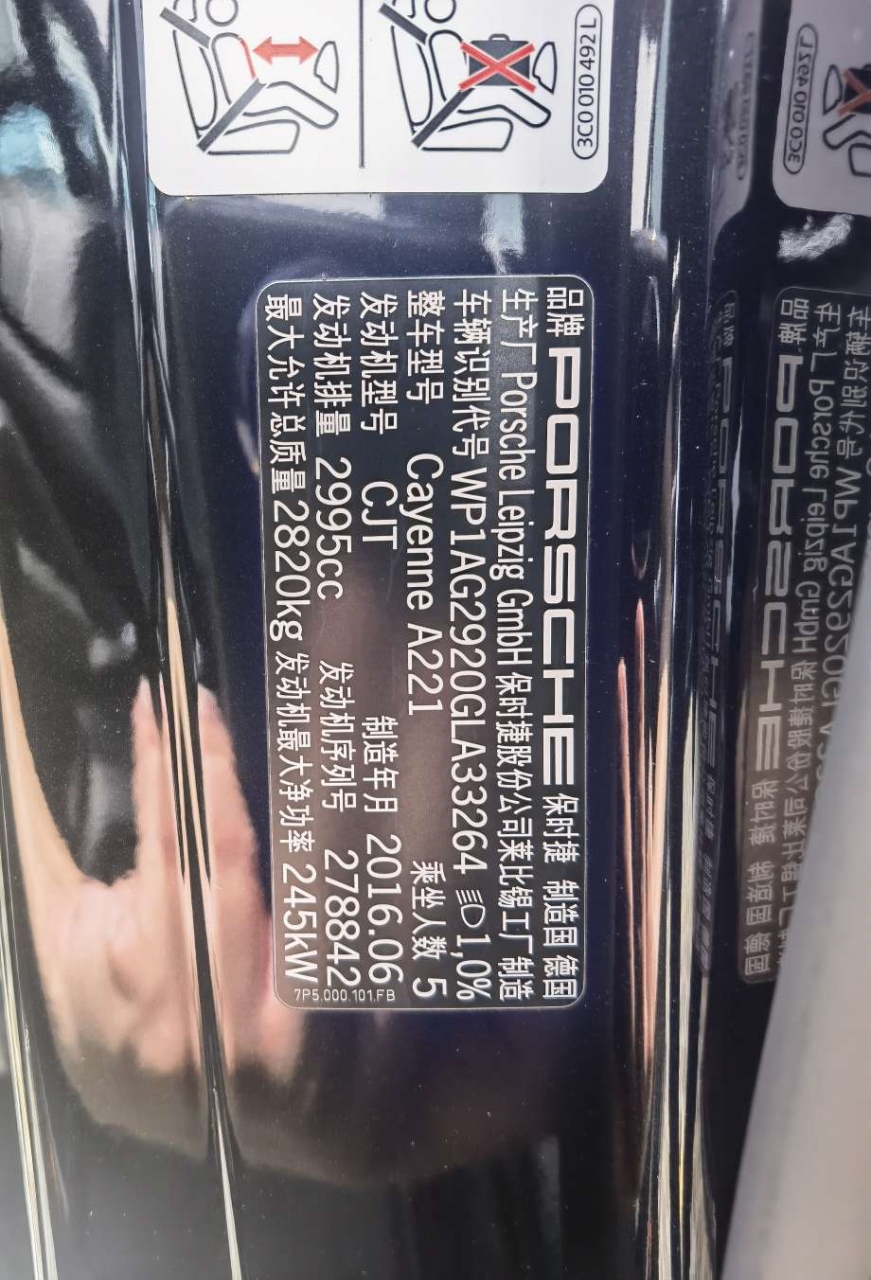 3C0 010 492 L
品牌 PORSCHE 保时捷 制造国 德国
生产厂 Porsche Leipzig GmbH 保时捷股份公司莱比锡工厂 制造
车辆识别代号 WP1AG2920GLA33264 1,0%
整车型号 Cayenne A221 乘坐人数 5
发动机型号 CJT 制造年月 2016.06
发动机排量 2995cc 发动机序列号 278842
最大允许总质量 2820kg 发动机最大净功率 245kW
7P5.000.101.FB